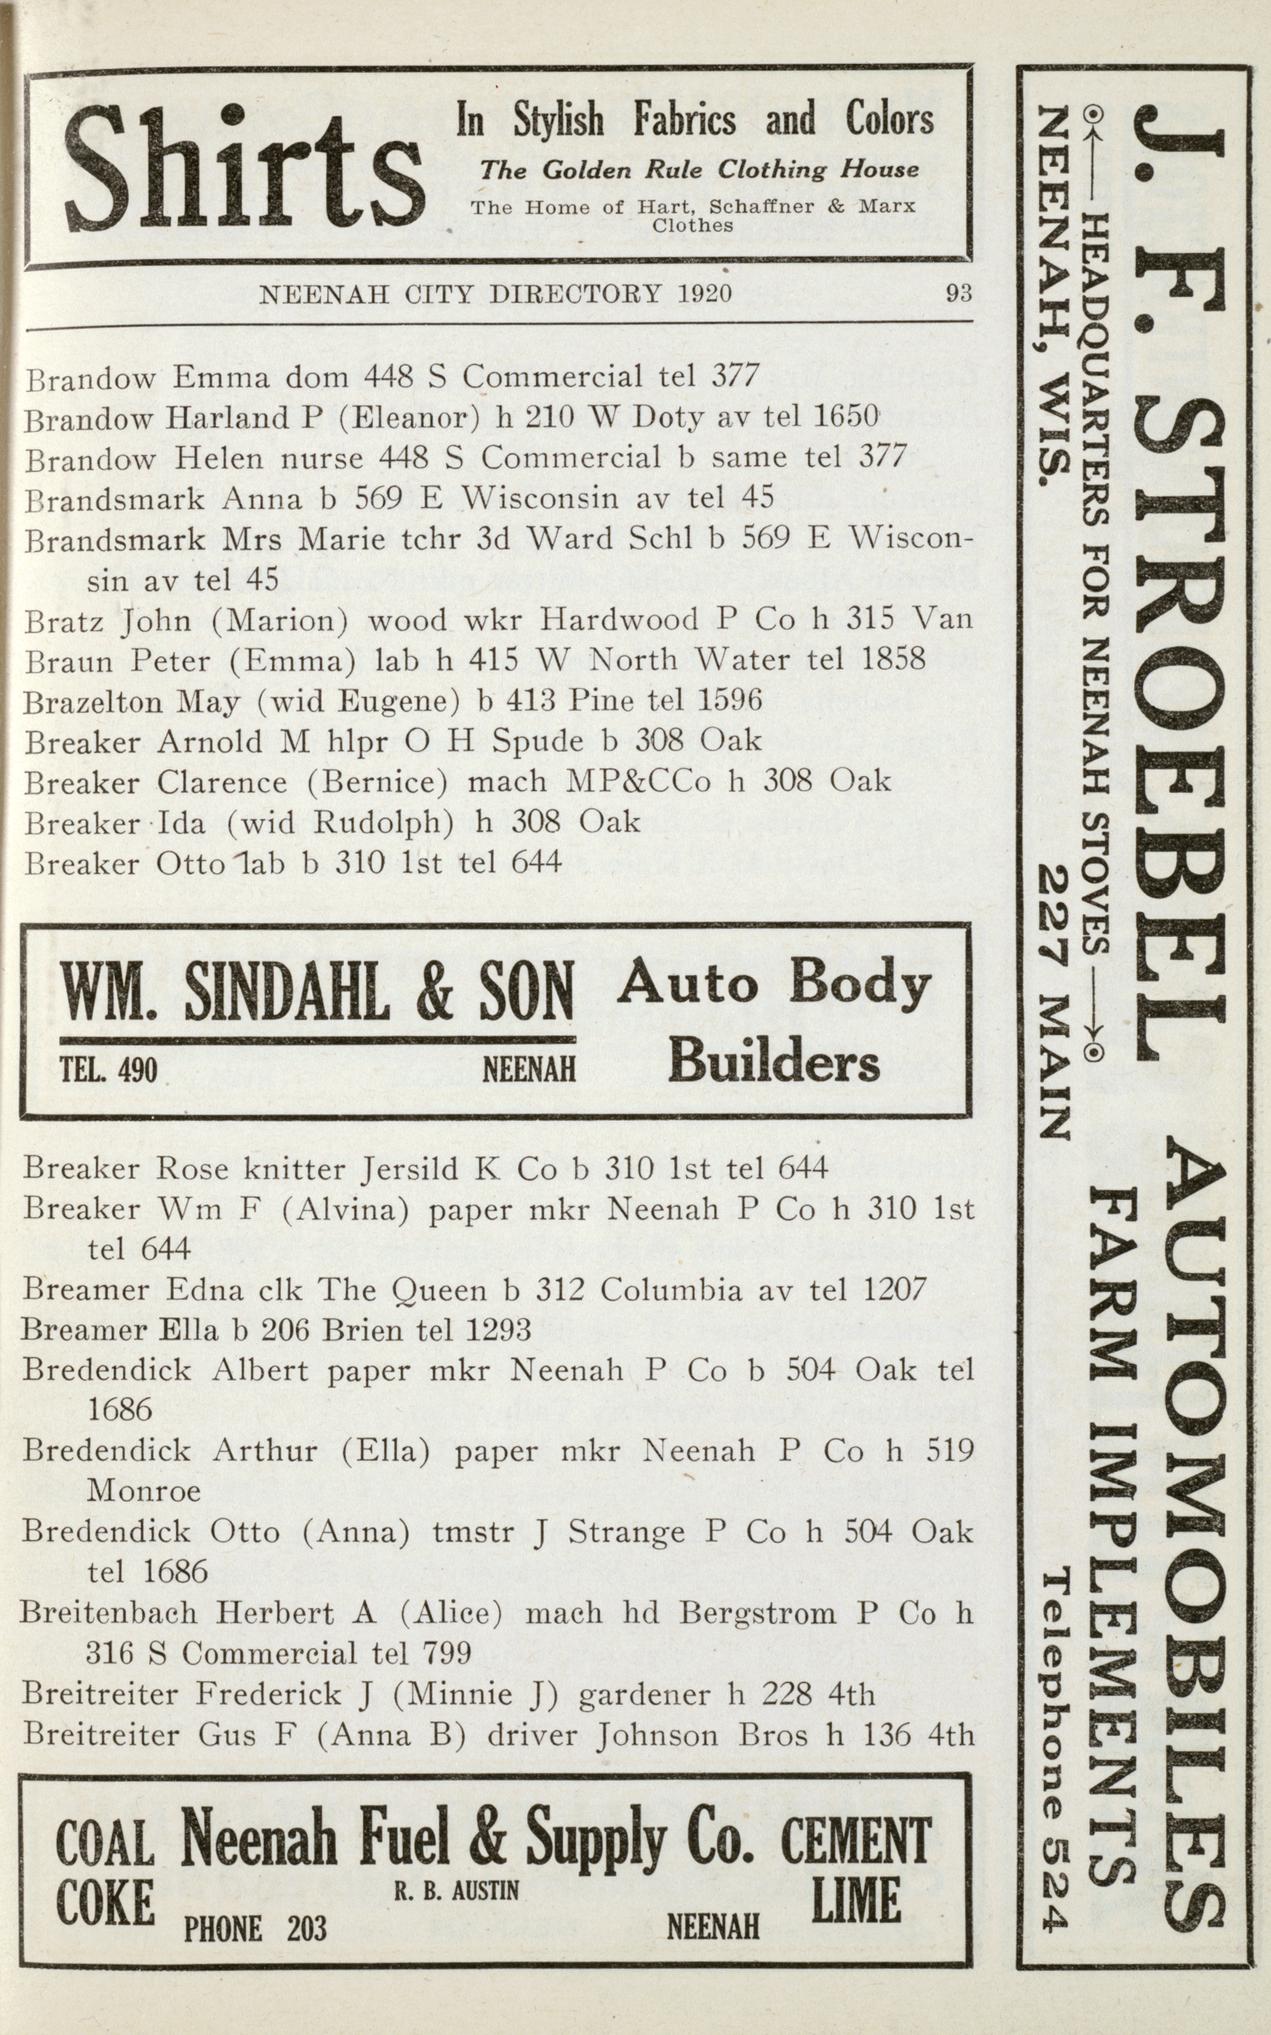 Shirts
In Stylish Fabrics and Colors
The Golden Rule Clothing House
The Home of Hart, Schaffner & Marx
Clothes
NEENAH CITY DIRECTORY 1920 93
Brandow Emma dom 448 S Commercial tel 377
Brandow Harland P (Eleanor) h 210 W Doty av tel 1650
Brandow Helen nurse 448 S Commercial b same tel 377
Brandsmark Anna b 569 E Wisconsin av tel 45
Brandsmark Mrs Marie tchr 3d Ward Schl b 569 E Wiscon-
sin av tel 45
Bratz John (Marion) wood wkr Hardwood P Co h 315 Van
Braun Peter (Emma) lab h 415 W North Water tel 1858
Brazelton May (wid Eugene) b 413 Pine tel 1596
Breaker Arnold M hlpr O H Spude b 308 Oak
Breaker Clarence (Bernice) mach MP&CCo h 308 Oak
Breaker Ida (wid Rudolph) h 308 Oak
Breaker Otto lab b 310 1st tel 644
WM. SINDAHL & SON
TEL. 490 NEENAH
Auto Body
Builders
Breaker Rose knitter Jersild K Co b 310 1st tel 644
Breaker Wm F (Alvina) paper mkr Neenah P Co h 310 1st
tel 644
Breamer Edna clk The Queen b 312 Columbia av tel 1207
Breamer Ella b 206 Brien tel 1293
Bredendick Albert paper mkr Neenah P Co b 504 Oak tel
1686
Bredendick Arthur (Ella) paper mkr Neenah P Co h 519
Monroe
Bredendick Otto (Anna) tmstr J Strange P Co h 504 Oak
tel 1686
Breitenbach Herbert A (Alice) mach hd Bergstrom P Co h
316 S Commercial tel 799
Breitreiter Frederick J (Minnie J) gardener h 228 4th
Breitreiter Gus F (Anna B) driver Johnson Bros h 136 4th
COAL
COKE
Neenah Fuel & Supply Co.
R. B. AUSTIN
PHONE 203 NEENAH
CEMENT
LIME
J. F. STROEBEL AUTOMOBILES
HEADQUARTERS FOR NEENAH STOVES FARM IMPLEMENTS
NEENAH, WIS. 227 MAIN Telephone 524